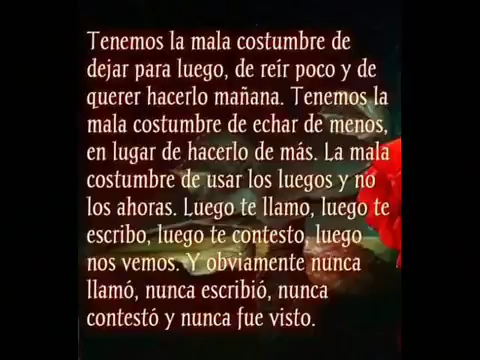 Tenemos la mala costumbre de
dejar para luego, de reír poco y de
querer hacerlo mañana. Tenemos la
mala costumbre de echar de menos,
en lugar de hacerlo de más. La mala
costumbre de usar los luegos y no
los ahoras. Luego te llamo, luego te
escribo, luego te contesto, luego
nos vemos. Y obviamente nunca
llamó, nunca escribió, nunca
contestó y nunca fue visto.